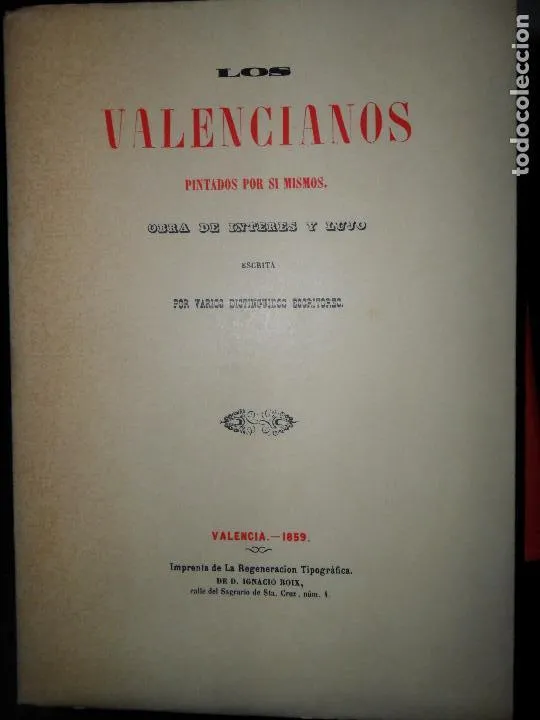 LOS
VALENCIANOS
PINTADOS POR SI MISMOS.
OBRA DE INTERES Y LUJO
ESCRITA
POR VARIOS DISTINGUIDOS ESCRITORES.
VALENCIA.—1859.
Imprenta de La Regeneracion Tipográfica.
DE D. IGNACIO BOIX,
calle del Sagrario de Sta. Cruz, núm. 4.
todocoleccion